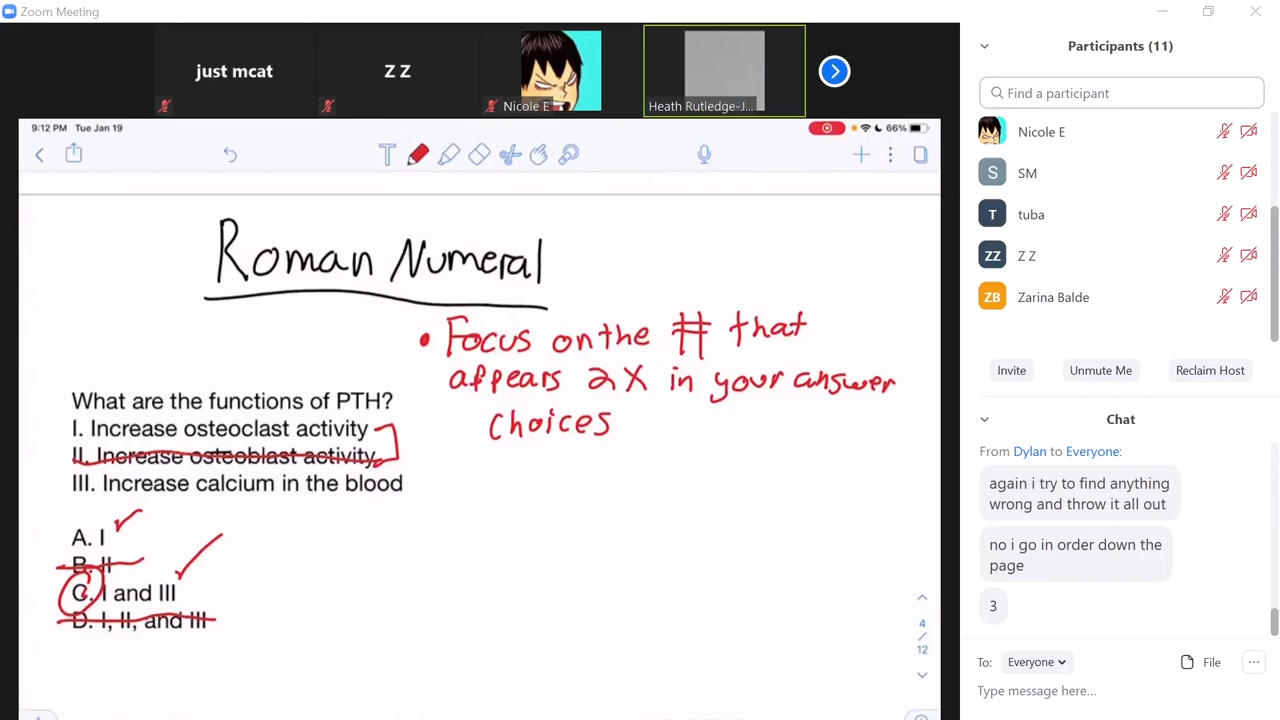 Zoom Meeting
just mcat
Z Z
Nicole E
Heath Rutledge-J...
9:12 PM Tue Jan 19
66%
Roman Numeral
• Focus on the # that
appears 2X in your answer
choices
What are the functions of PTH?
I. Increase osteoclast activity
II. Increase osteoblast activity
III. Increase calcium in the blood
A. I
B. II
C. I and III
D. I, II, and III
4
/
12
Participants (11)
Find a participant
Nicole E
S SM
T tuba
ZZ Z Z
ZB Zarina Balde
Invite Unmute Me Reclaim Host
Chat
From Dylan to Everyone:
again i try to find anything
wrong and throw it all out
no i go in order down the
page
3
To: Everyone File ...
Type message here...